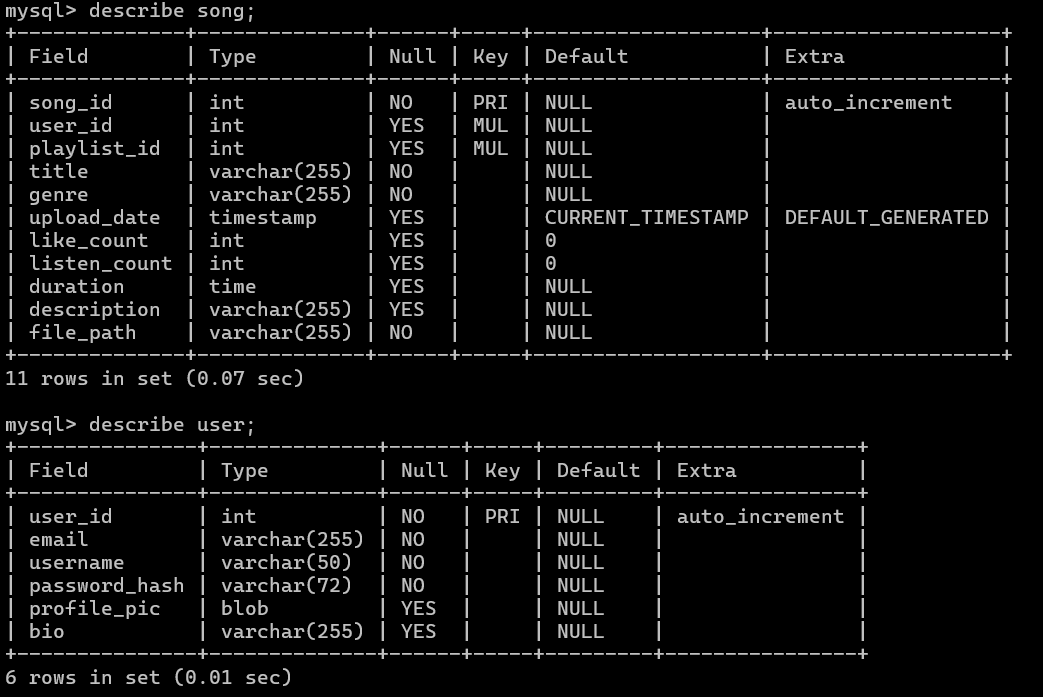 mysql> describe song;
+--------------+--------------+------+-----+-------------------+-------------------+
| Field        | Type         | Null | Key | Default           | Extra             |
+--------------+--------------+------+-----+-------------------+-------------------+
| song_id      | int          | NO   | PRI | NULL              | auto_increment    |
| user_id      | int          | YES  | MUL | NULL              |                   |
| playlist_id  | int          | YES  | MUL | NULL              |                   |
| title        | varchar(255) | NO   |     | NULL              |                   |
| genre        | varchar(255) | NO   |     | NULL              |                   |
| upload_date  | timestamp    | YES  |     | CURRENT_TIMESTAMP | DEFAULT_GENERATED |
| like_count   | int          | YES  |     | 0                 |                   |
| listen_count | int          | YES  |     | 0                 |                   |
| duration     | time         | YES  |     | NULL              |                   |
| description  | varchar(255) | YES  |     | NULL              |                   |
| file_path    | varchar(255) | NO   |     | NULL              |                   |
+--------------+--------------+------+-----+-------------------+-------------------+
11 rows in set (0.07 sec)

mysql> describe user;
+---------------+--------------+------+-----+---------+----------------+
| Field         | Type         | Null | Key | Default | Extra          |
+---------------+--------------+------+-----+---------+----------------+
| user_id       | int          | NO   | PRI | NULL    | auto_increment |
| email         | varchar(255) | NO   |     | NULL    |                |
| username      | varchar(50)  | NO   |     | NULL    |                |
| password_hash | varchar(72)  | NO   |     | NULL    |                |
| profile_pic   | blob         | YES  |     | NULL    |                |
| bio           | varchar(255) | YES  |     | NULL    |                |
+---------------+--------------+------+-----+---------+----------------+
6 rows in set (0.01 sec)